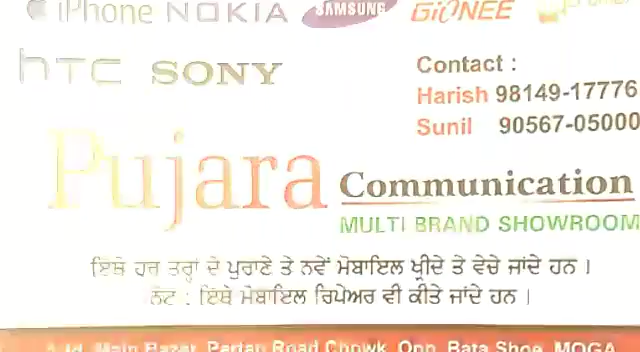 iPhone NOKIA SAMSUNG GIONEE
hTC SONY
Contact :
Harish 98149-17776
Sunil 90567-05000
Pujara Communication
MULTI BRAND SHOWROOM
ਇਥੇ ਹਰ ਤਰ੍ਹਾਂ ਦੇ ਪੁਰਾਣੇ ਤੇ ਨਵੇਂ ਮੋਬਾਇਲ ਖ੍ਰੀਦੇ ਤੇ ਵੇਚੇ ਜਾਂਦੇ ਹਨ ।
ਨੋਟ : ਇਥੇ ਮੋਬਾਇਲ ਰਿਪੇਅਰ ਵੀ ਕੀਤੇ ਜਾਂਦੇ ਹਨ ।
Main Bazar, Partap Road Chowk, Opp. Bata Shoe, MOGA